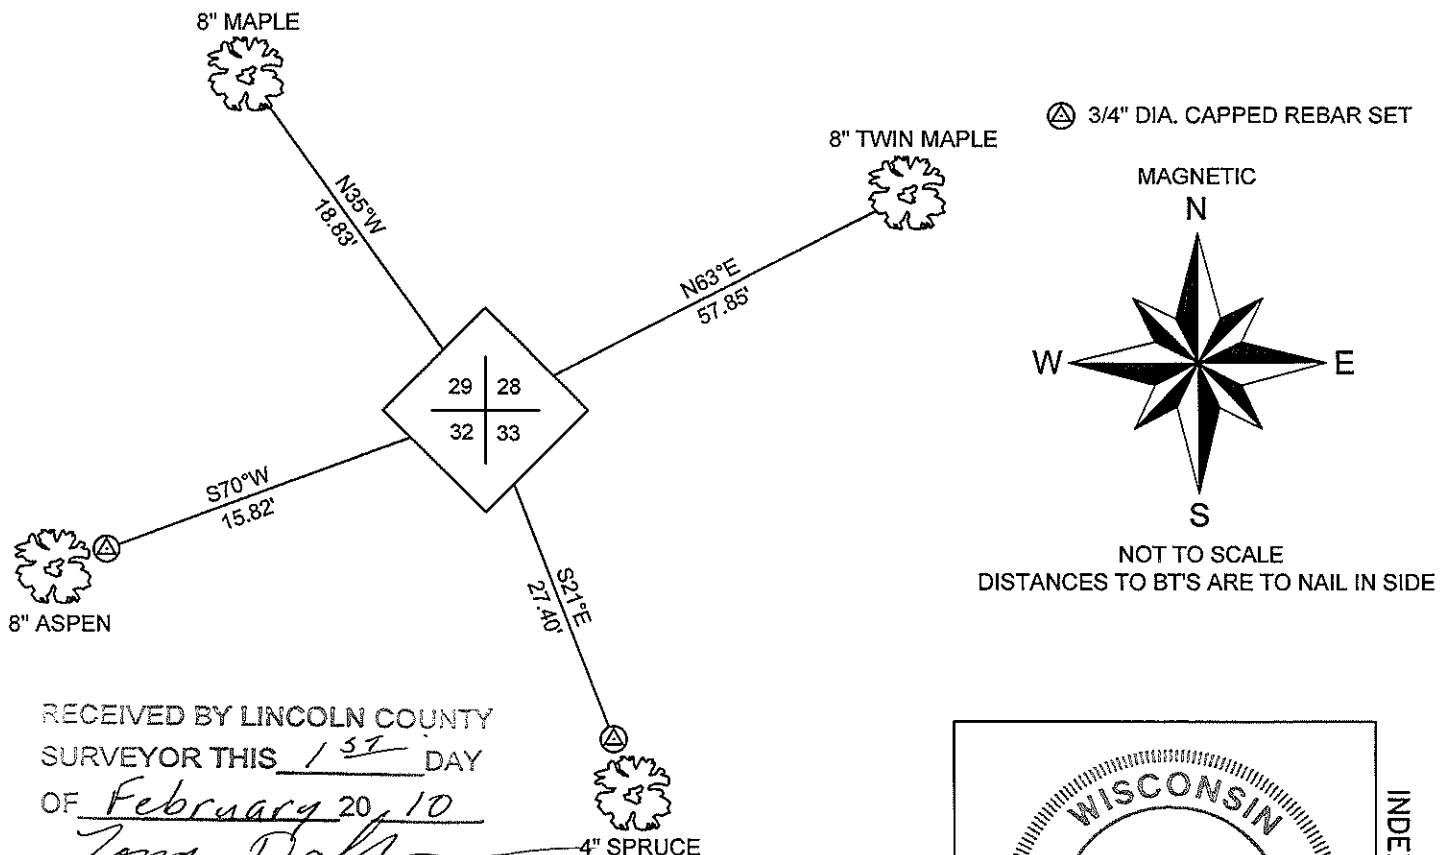 8" MAPLE
3/4" DIA. CAPPED REBAR SET
8" TWIN MAPLE
MAGNETIC
N
N35°W
18.83'
N63°E
57.85'
W
E
29 28
32 33
S70°W
15.82'
S
NOT TO SCALE
DISTANCES TO BT'S ARE TO NAIL IN SIDE
S21°E
27.40'
8" ASPEN
RECEIVED BY LINCOLN COUNTY
SURVEYOR THIS 1ST DAY
OF February 20,10
4" SPRUCE
WISCONSIN